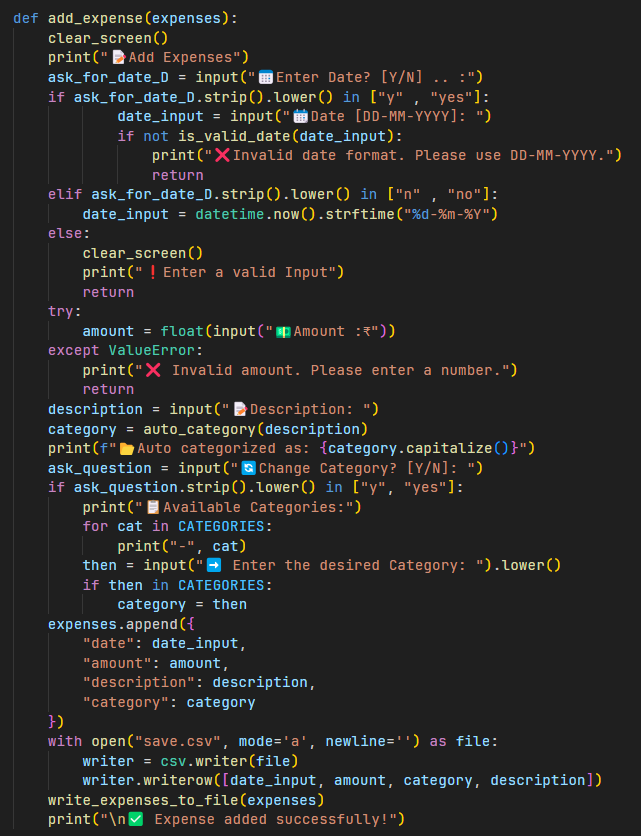 def add_expense(expenses):
    clear_screen()
    print("📝Add Expenses")
    ask_for_date_D = input("📅Enter Date? [Y/N] .. :")
    if ask_for_date_D.strip().lower() in ["y" , "yes"]:
            date_input = input("📅Date [DD-MM-YYYY]: ")
            if not is_valid_date(date_input):
                print("❌Invalid date format. Please use DD-MM-YYYY.")
                return
    elif ask_for_date_D.strip().lower() in ["n" , "no"]:
        date_input = datetime.now().strftime("%d-%m-%Y")
    else:
        clear_screen()
        print("❗Enter a valid Input")
        return
    try:
        amount = float(input("💵Amount :₹"))
    except ValueError:
        print("❌ Invalid amount. Please enter a number.")
        return
    description = input("📝Description: ")
    category = auto_category(description)
    print(f"📂Auto categorized as: {category.capitalize()}")
    ask_question = input("🔄Change Category? [Y/N]: ")
    if ask_question.strip().lower() in ["y", "yes"]:
        print("📋Available Categories:")
        for cat in CATEGORIES:
            print("-", cat)
        then = input("➡️ Enter the desired Category: ").lower()
        if then in CATEGORIES:
            category = then
    expenses.append({
        "date": date_input,
        "amount": amount,
        "description": description,
        "category": category
    })
    with open("save.csv", mode='a', newline='') as file:
        writer = csv.writer(file)
        writer.writerow([date_input, amount, category, description])
    write_expenses_to_file(expenses)
    print("\n✅ Expense added successfully!")